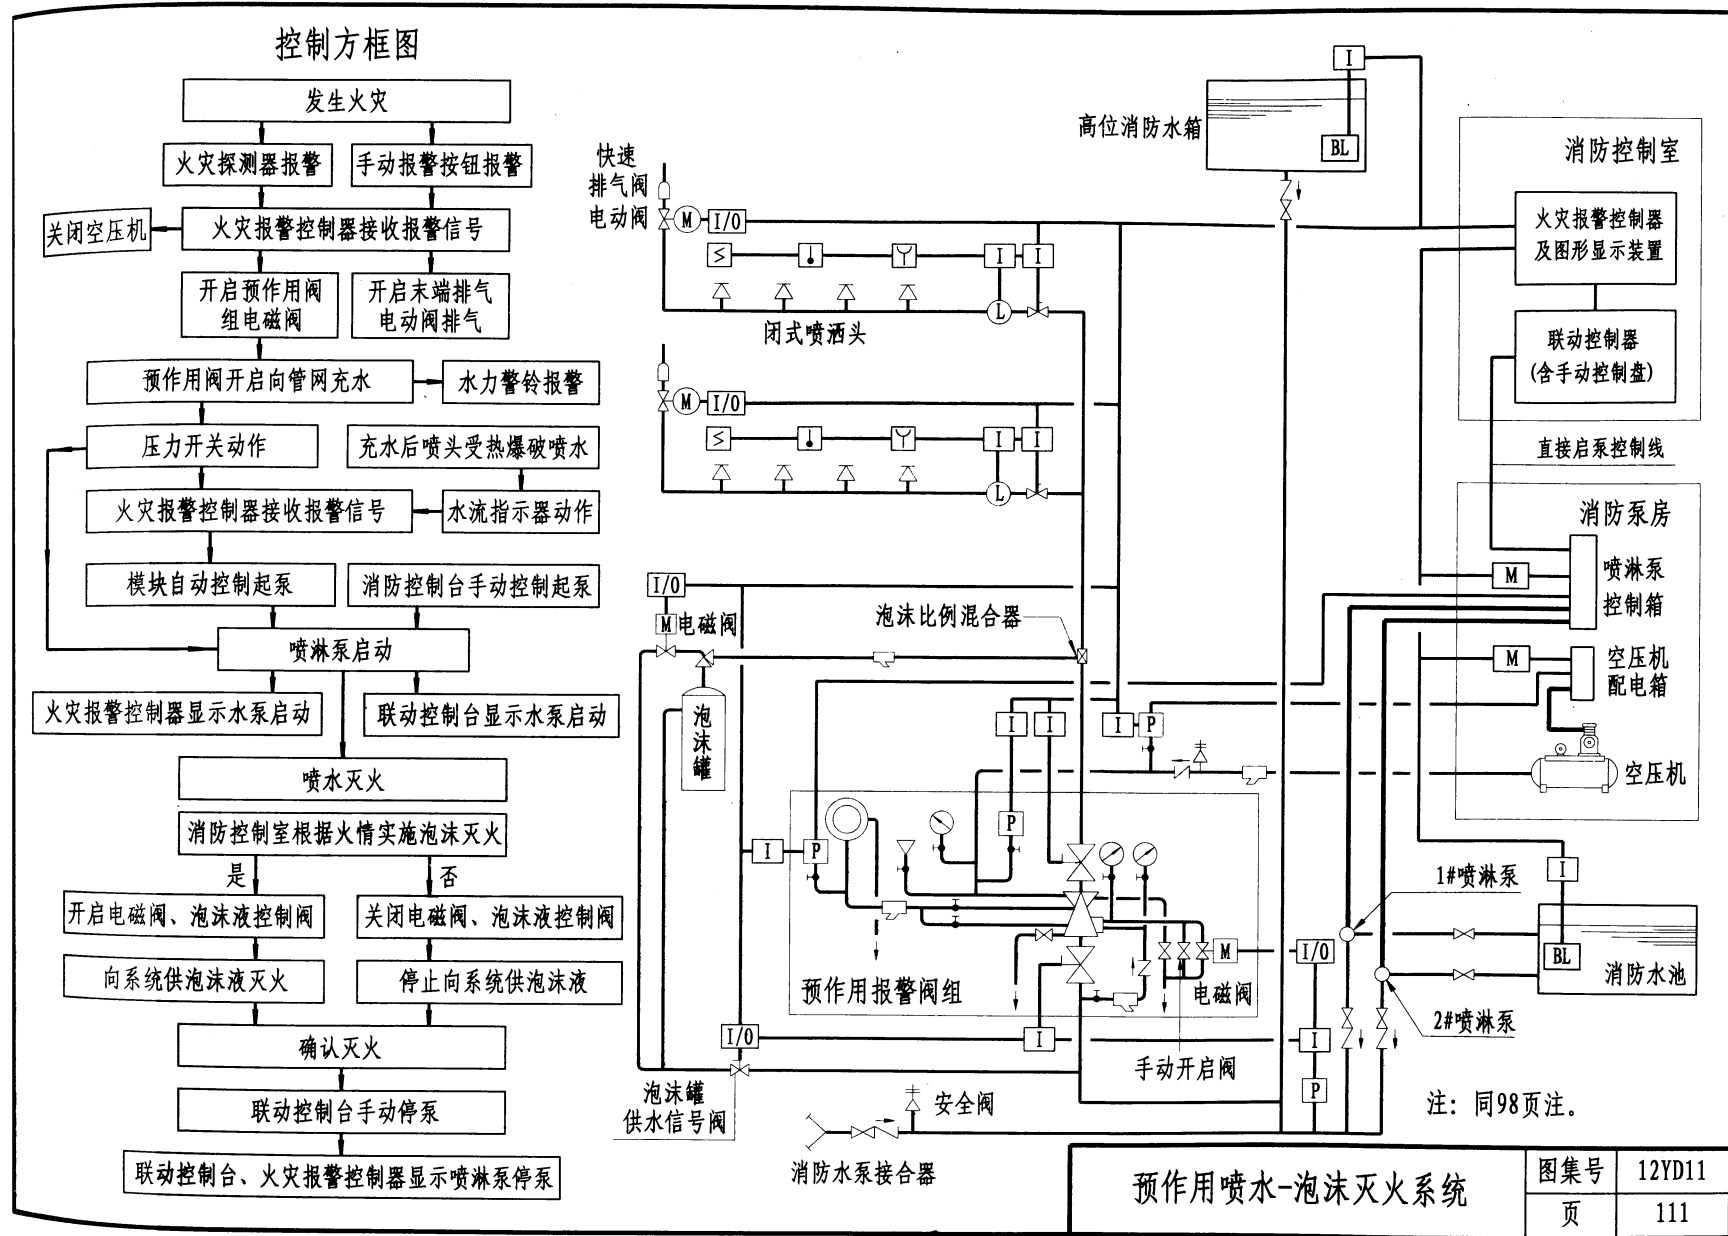 控制方框图
发生火灾
火灾探测器报警
手动报警按钮报警
关闭空压机
火灾报警控制器接收报警信号
开启预作用阀
组电磁阀
开启末端排气
电动阀排气
预作用阀开启向管网充水
水力警铃报警
压力开关动作
充水后喷头受热爆破喷水
火灾报警控制器接收报警信号
水流指示器动作
模块自动控制起泵
消防控制台手动控制起泵
喷淋泵启动
火灾报警控制器显示水泵启动
联动控制台显示水泵启动
喷水灭火
消防控制室根据火情实施泡沫灭火
是
否
开启电磁阀、泡沫液控制阀
关闭电磁阀、泡沫液控制阀
向系统供泡沫液灭火
停止向系统供泡沫液
确认灭火
联动控制台手动停泵
联动控制台、火灾报警控制器显示喷淋泵停泵
快速
排气阀
电动阀
M
I/O
I
I
L
闭式喷洒头
M
I/O
I
I
L
高位消防水箱
I
BL
消防控制室
火灾报警控制器
及图形显示装置
联动控制器
(含手动控制盘)
直接启泵控制线
消防泵房
M
喷淋泵
控制箱
M
空压机
配电箱
空压机
I/O
M
电磁阀
泡沫比例混合器
泡沫罐
I
I
I
P
I
P
P
预作用报警阀组
M
电磁阀
I/O
I/O
I
I
P
手动开启阀
泡沫罐
供水信号阀
安全阀
消防水泵接合器
1#喷淋泵
I
BL
消防水池
2#喷淋泵
注：同98页注。
预作用喷水-泡沫灭火系统
图集号
12YD11
页
111